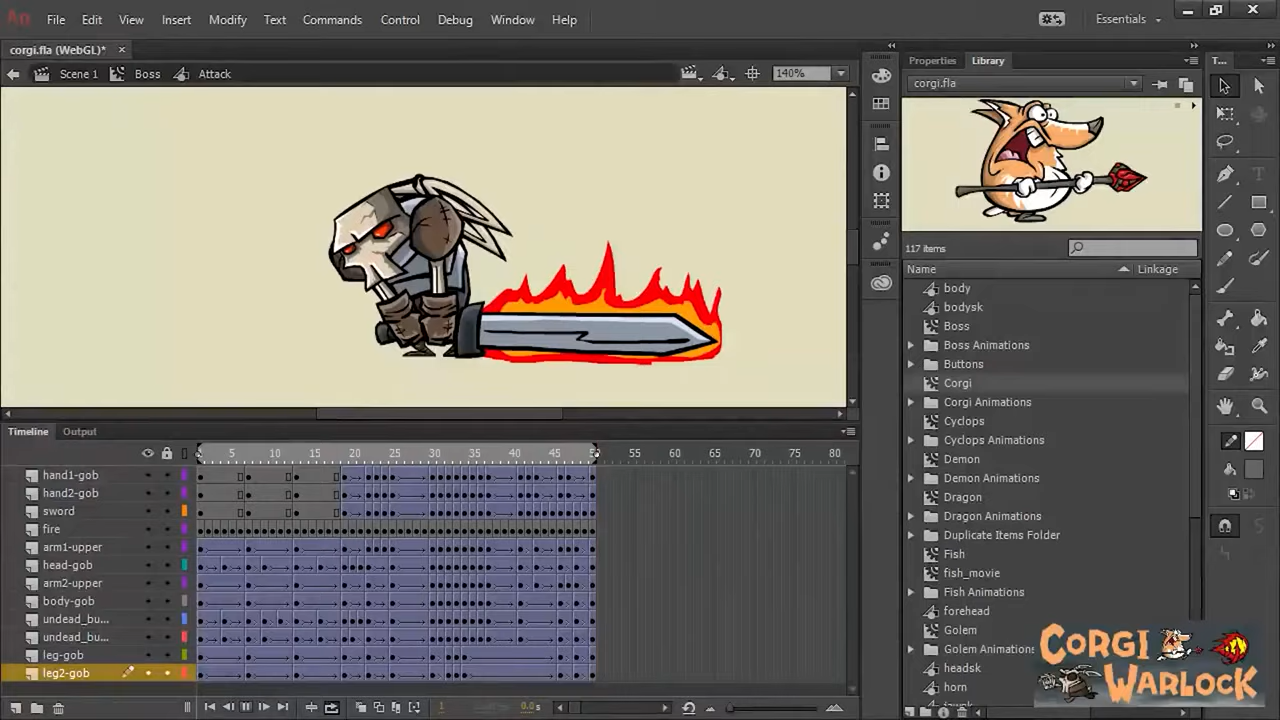 An File Edit View Insert Modify Text Commands Control Debug Window Help Essentials
corgi.fla (WebGL)* ×
Scene 1 Boss Attack 140%
Properties Library T...
corgi.fla
117 items
Name Linkage
body
bodysk
Boss
Boss Animations
Buttons
Corgi
Corgi Animations
Cyclops
Cyclops Animations
Demon
Demon Animations
Dragon
Dragon Animations
Duplicate Items Folder
Fish
fish_movie
Fish Animations
forehead
Golem
Golem Animations
headsk
horn
Timeline Output
5 10 15 20 25 30 35 40 45 50 55 60 65 70 75 80
hand1-gob
hand2-gob
sword
fire
arm1-upper
head-gob
arm2-upper
body-gob
undead_bu...
undead_bu...
leg-gob
leg2-gob
1 0.0s
CORGI
WARLOCK